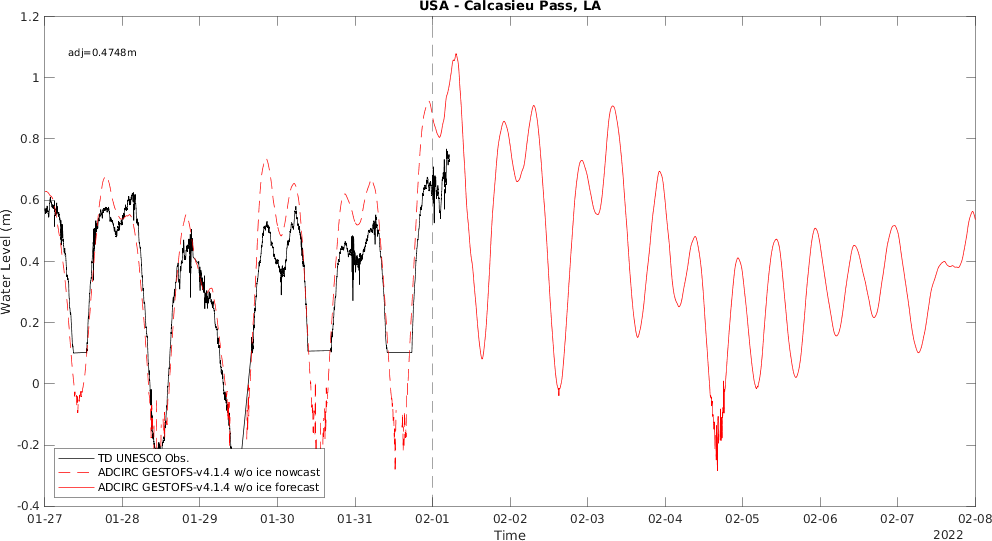 USA - Calcasieu Pass, LA
1.2
adj=0.4748m
1
0.8
0.6
0.4
0.2
0
-0.2
-0.4
Water Level (m)
TD UNESCO Obs.
ADCIRC GESTOFS-v4.1.4 w/o ice nowcast
ADCIRC GESTOFS-v4.1.4 w/o ice forecast
01-27 01-28 01-29 01-30 01-31 02-01 02-02 02-03 02-04 02-05 02-06 02-07 02-08
Time
2022